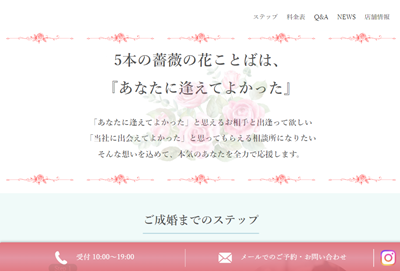 ステップ 料金表 Q&A NEWS 店舗情報
5本の薔薇の花ことばは、
『あなたに逢えてよかった』
「あなたに逢えてよかった」と思えるお相手と出逢って欲しい
「当社に出会えてよかった」と思ってもらえる相談所になりたい
そんな想いを込めて、本気のあなたを全力で応援します。
ご成婚までのステップ
受付 10:00〜19:00 メールでのご予約・お問い合わせ